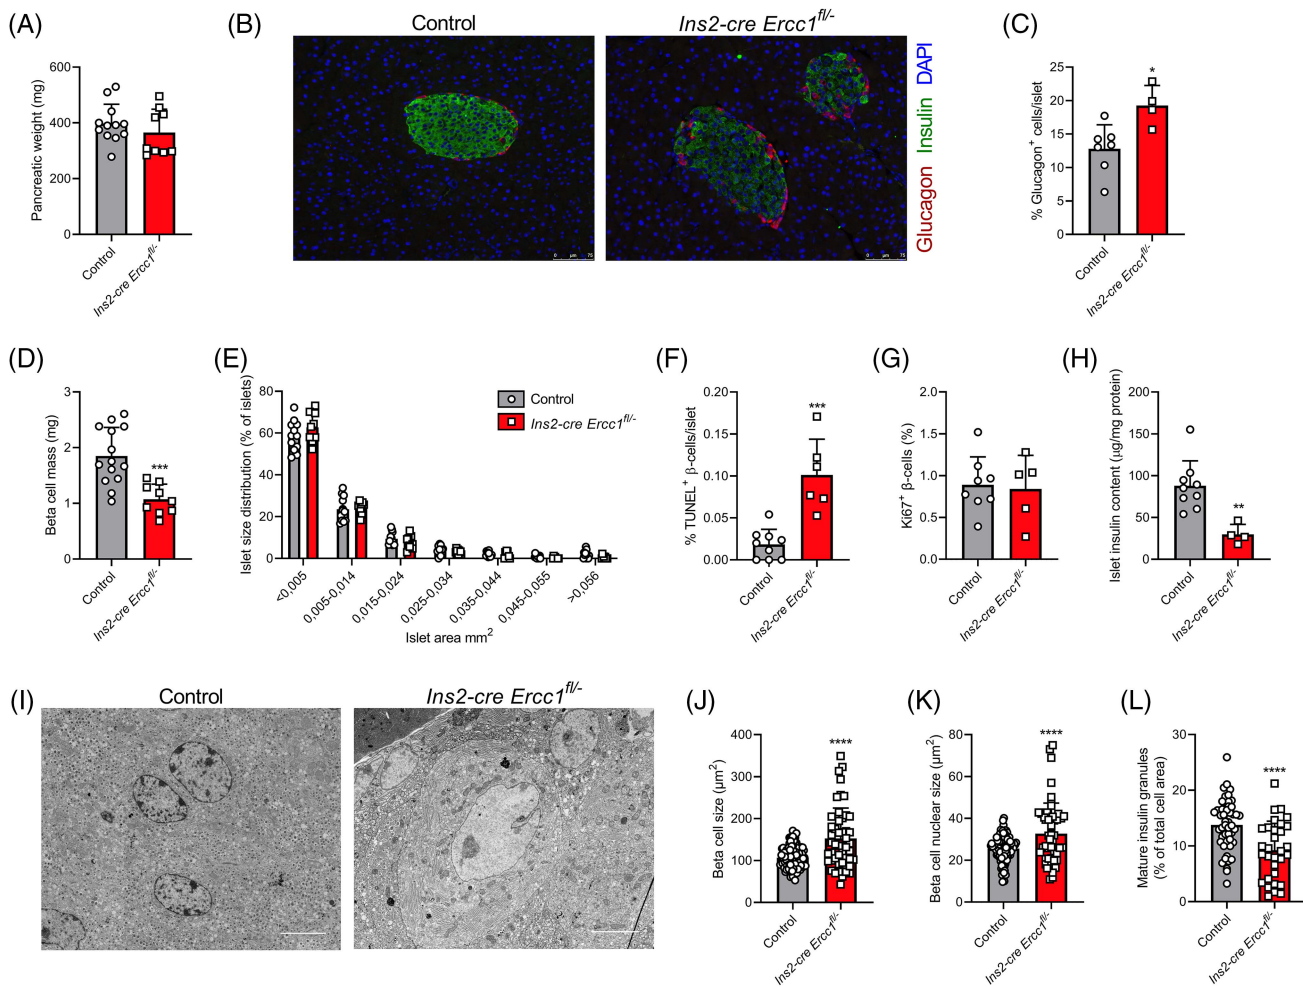 (A)
Pancreatic weight (mg)
600
400
200
0
Control
Ins2-cre Ercc1fl/-
(B)
Control
Ins2-cre Ercc1fl/-
Glucagon Insulin DAPI
0 µm 75
0 µm 75
(C)
% Glucagon+ cells/islet
25
20
15
10
5
0
*
Control
Ins2-cre Ercc1fl/-
(D)
Beta cell mass (mg)
3
2
1
0
***
Control
Ins2-cre Ercc1fl/-
(E)
Islet size distribution (% of islets)
80
60
40
20
0
Control
Ins2-cre Ercc1fl/-
<0,005
0,005-0,014
0,015-0,024
0,025-0,034
0,035-0,044
0,045-0,055
>0,056
Islet area mm2
(F)
% TUNEL+ β-cells/islet
0.20
0.15
0.10
0.05
0.00
***
Control
Ins2-cre Ercc1fl/-
(G)
Ki67+ β-cells (%)
2.0
1.5
1.0
0.5
0.0
Control
Ins2-cre Ercc1fl/-
(H)
Islet insulin content (µg/mg protein)
200
150
100
50
0
**
Control
Ins2-cre Ercc1fl/-
(I)
Control
Ins2-cre Ercc1fl/-
(J)
Beta cell size (µm2)
400
300
200
100
0
****
Control
Ins2-cre Ercc1fl/-
(K)
Beta cell nuclear size (µm2)
80
60
40
20
0
****
Control
Ins2-cre Ercc1fl/-
(L)
Mature insulin granules
(% of total cell area)
30
20
10
0
****
Control
Ins2-cre Ercc1fl/-